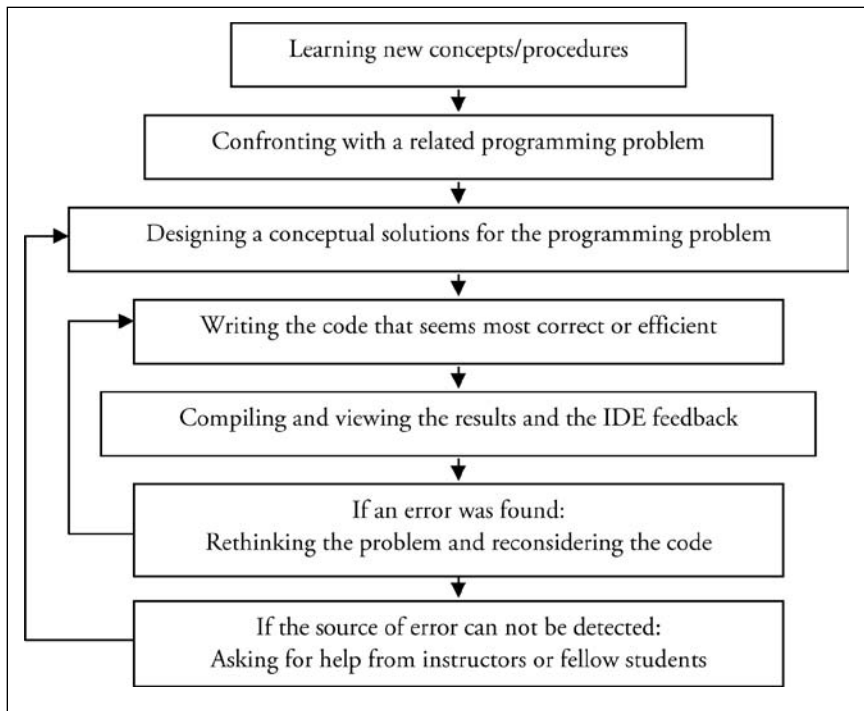 Learning new concepts/procedures
Confronting with a related programming problem
Designing a conceptual solutions for the programming problem
Writing the code that seems most correct or efficient
Compiling and viewing the results and the IDE feedback
If an error was found:
Rethinking the problem and reconsidering the code
If the source of error can not be detected:
Asking for help from instructors or fellow students